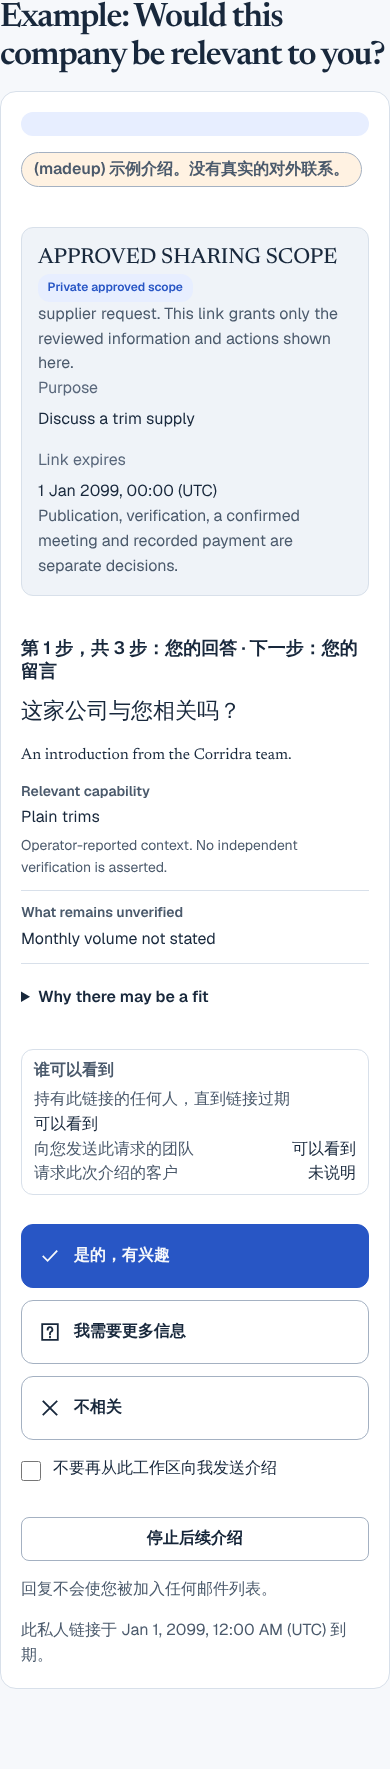 Example: Would this
company be relevant to you?
(madeup) 示例介绍。没有真实的对外联系。
APPROVED SHARING SCOPE
Private approved scope
supplier request. This link grants only the
reviewed information and actions shown
here.
Purpose
Discuss a trim supply
Link expires
1 Jan 2099, 00:00 (UTC)
Publication, verification, a confirmed
meeting and recorded payment are
separate decisions.
第 1 步，共 3 步：您的回答 · 下一步：您的
留言
这家公司与您相关吗？
An introduction from the Corridra team.
Relevant capability
Plain trims
Operator-reported context. No independent
verification is asserted.
What remains unverified
Monthly volume not stated
Why there may be a fit
谁可以看到
持有此链接的任何人，直到链接过期
可以看到
向您发送此请求的团队 可以看到
请求此次介绍的客户 未说明
是的，有兴趣
我需要更多信息
不相关
不要再从此工作区向我发送介绍
停止后续介绍
回复不会使您被加入任何邮件列表。
此私人链接于 Jan 1, 2099, 12:00 AM (UTC) 到
期。